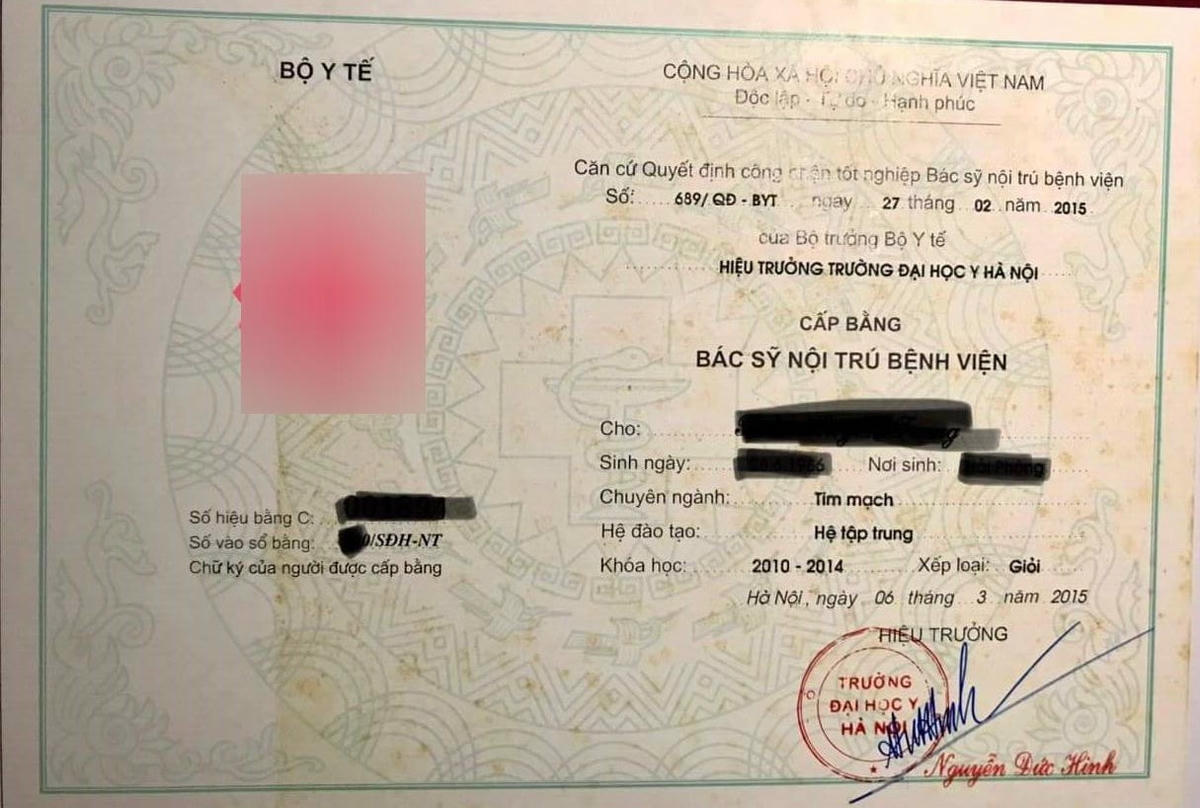 BỘ Y TẾ
CỘNG HÒA XÃ HỘI CHỦ NGHĨA VIỆT NAM
Độc lập - Tự do - Hạnh phúc
Căn cứ Quyết định công nhận tốt nghiệp Bác sỹ nội trú bệnh viện
Số: 689/ QĐ - BYT ngày 27 tháng 02 năm 2015
của Bộ trưởng Bộ Y tế
HIỆU TRƯỞNG TRƯỜNG ĐẠI HỌC Y HÀ NỘI
CẤP BẰNG
BÁC SỸ NỘI TRÚ BỆNH VIỆN
Cho:
Sinh ngày: Nơi sinh:
Chuyên ngành: Tim mạch
Hệ đào tạo: Hệ tập trung
Khóa học: 2010 - 2014 Xếp loại: Giỏi
Hà Nội, ngày 06 tháng 3 năm 2015
HIỆU TRƯỞNG
TRƯỜNG
ĐẠI HỌC Y
HÀ NỘI
Nguyễn Đức Hinh
Số hiệu bằng C:
Số vào sổ bằng: 0/SĐH-NT
Chữ ký của người được cấp bằng